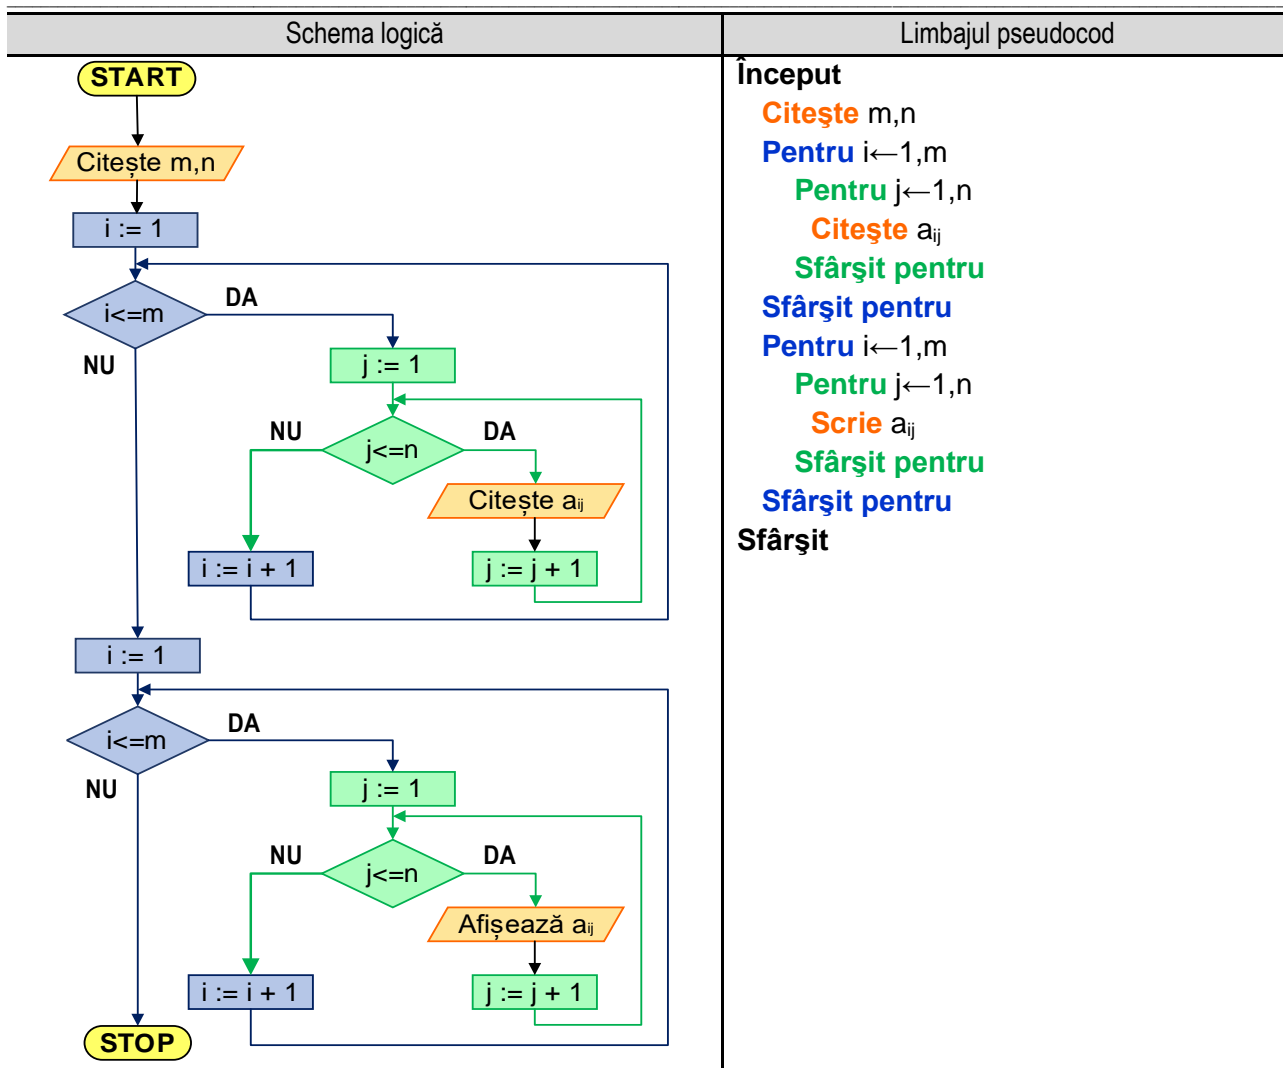 Schema logică
Limbajul pseudocod
START
Citește m,n
i := 1
i<=m
DA
NU
j := 1
j<=n
NU
DA
Citește aij
i := i + 1
j := j + 1
i := 1
i<=m
DA
NU
j := 1
j<=n
NU
DA
Afișează aij
i := i + 1
j := j + 1
STOP
Început
Citeşte m,n
Pentru i←1,m
Pentru j←1,n
Citeşte aij
Sfârşit pentru
Sfârşit pentru
Pentru i←1,m
Pentru j←1,n
Scrie aij
Sfârşit pentru
Sfârşit pentru
Sfârşit